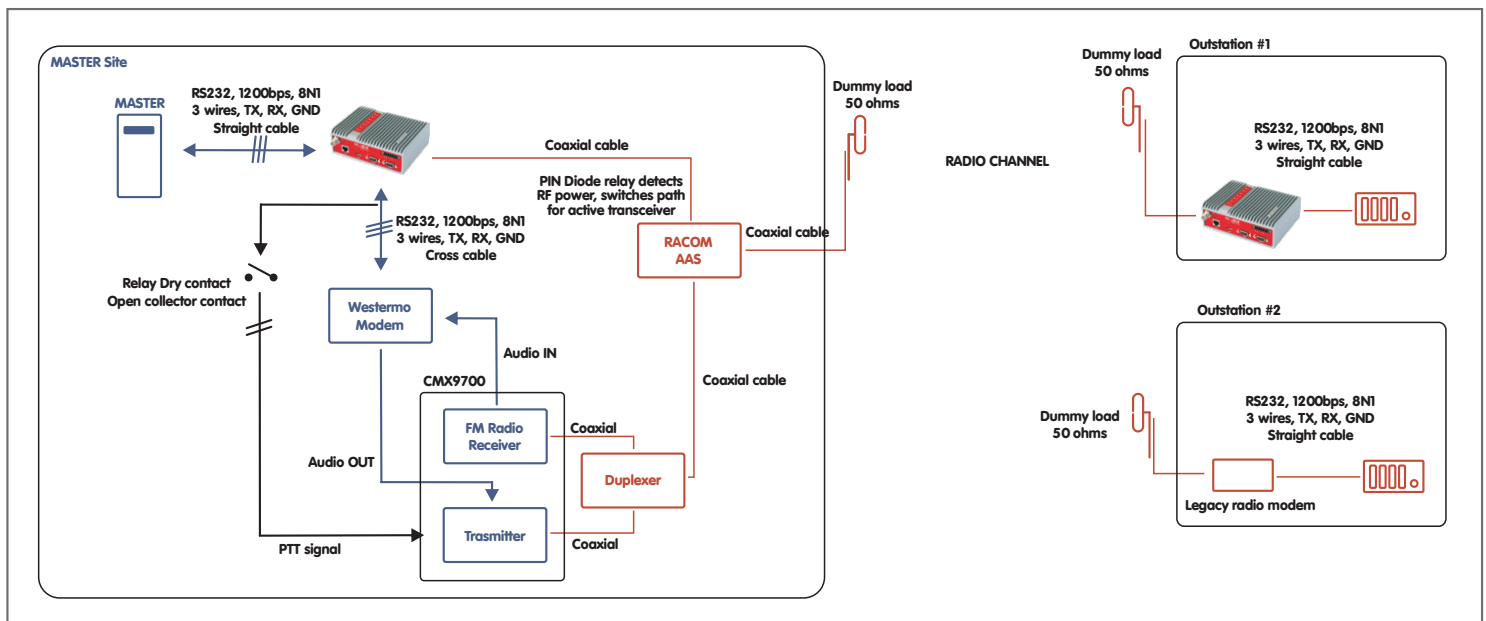 MASTER Site
MASTER
RS232, 1200bps, 8N1
3 wires, TX, RX, GND
Straight cable
Coaxial cable
PIN Diode relay detects
RF power, switches path
for active transceiver
Dummy load
50 ohms
RACOM
AAS
Coaxial cable
RS232, 1200bps, 8N1
3 wires, TX, RX, GND
Cross cable
Relay Dry contact
Open collector contact
Westermo
Modem
Audio IN
Coaxial cable
CMX9700
FM Radio
Receiver
Coaxial
Audio OUT
Duplexer
Trasmitter
Coaxial
PTT signal
RADIO CHANNEL
Outstation #1
Dummy load
50 ohms
RS232, 1200bps, 8N1
3 wires, TX, RX, GND
Straight cable
Outstation #2
Dummy load
50 ohms
RS232, 1200bps, 8N1
3 wires, TX, RX, GND
Straight cable
Legacy radio modem